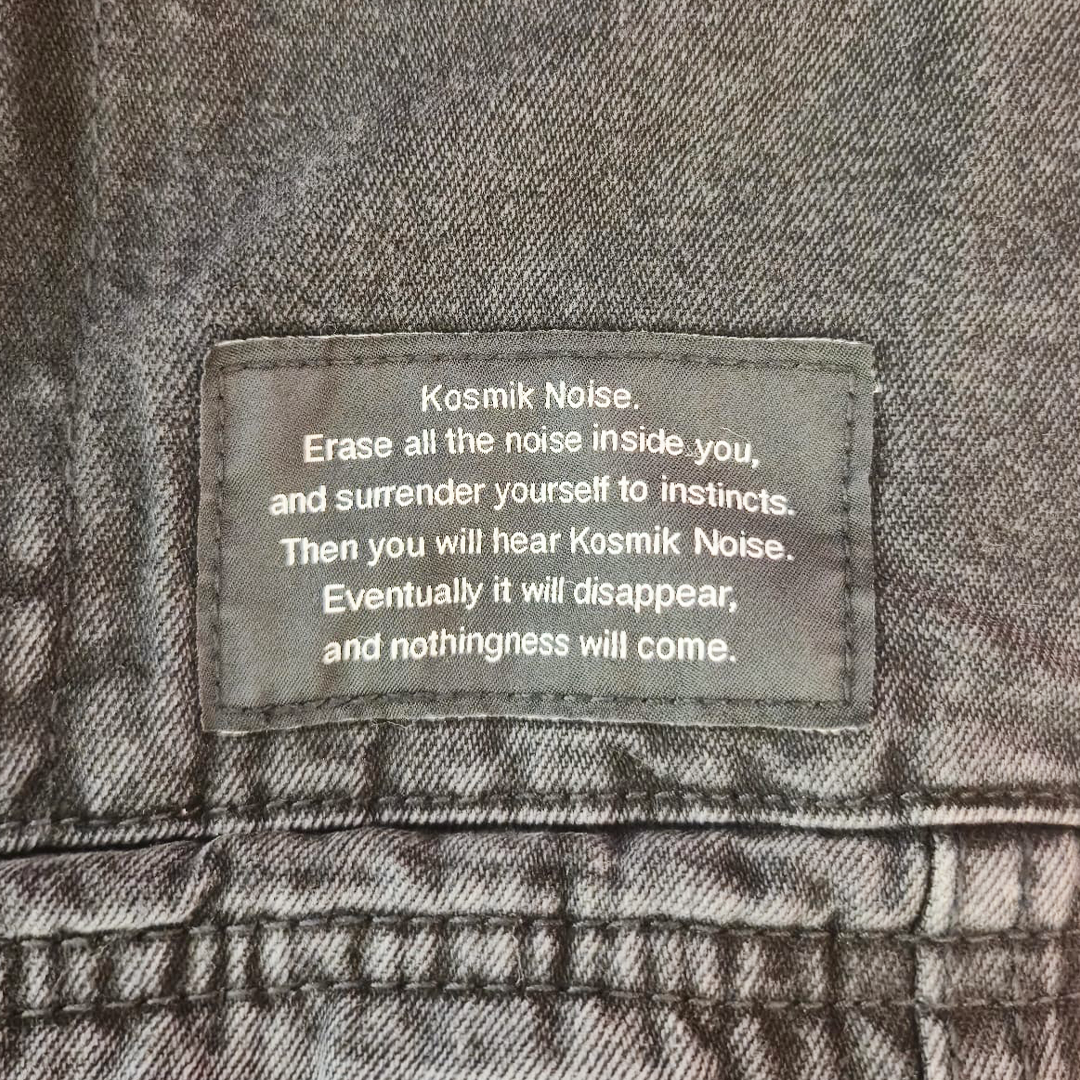 Kosmik Noise.
Erase all the noise inside you,
and surrender yourself to instincts.
Then you will hear Kosmik Noise.
Eventually it will disappear,
and nothingness will come.